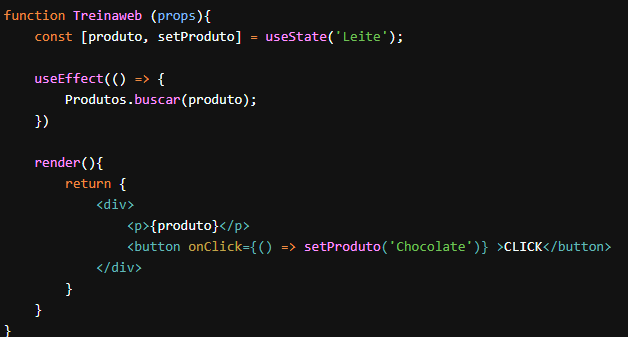 function Treinaweb (props){
    const [produto, setProduto] = useState('Leite');
    useEffect(() => {
        Produtos.buscar(produto);
    })
    render(){
        return {
            <div>
                <p>{produto}</p>
                <button onClick={() => setProduto('Chocolate')} >CLICK</button>
            </div>
        }
    }
}